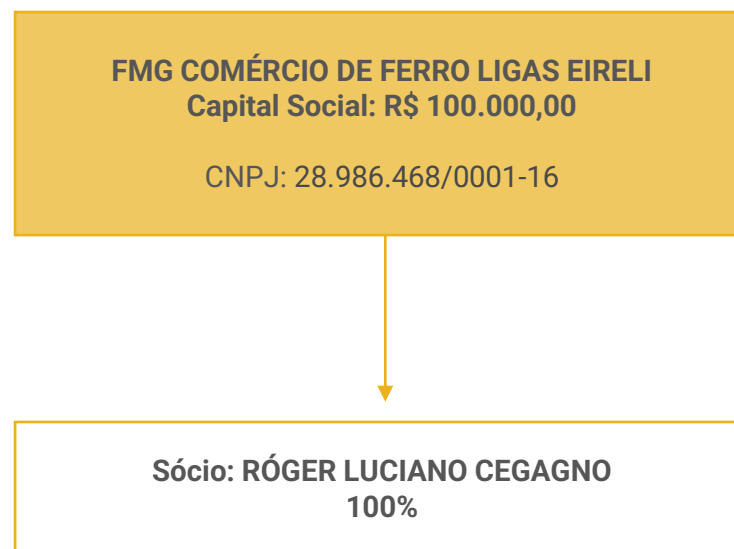 FMG COMÉRCIO DE FERRO LIGAS EIRELI
Capital Social: R$ 100.000,00
CNPJ: 28.986.468/0001-16
Sócio: RÓGER LUCIANO CEGAGNO
100%